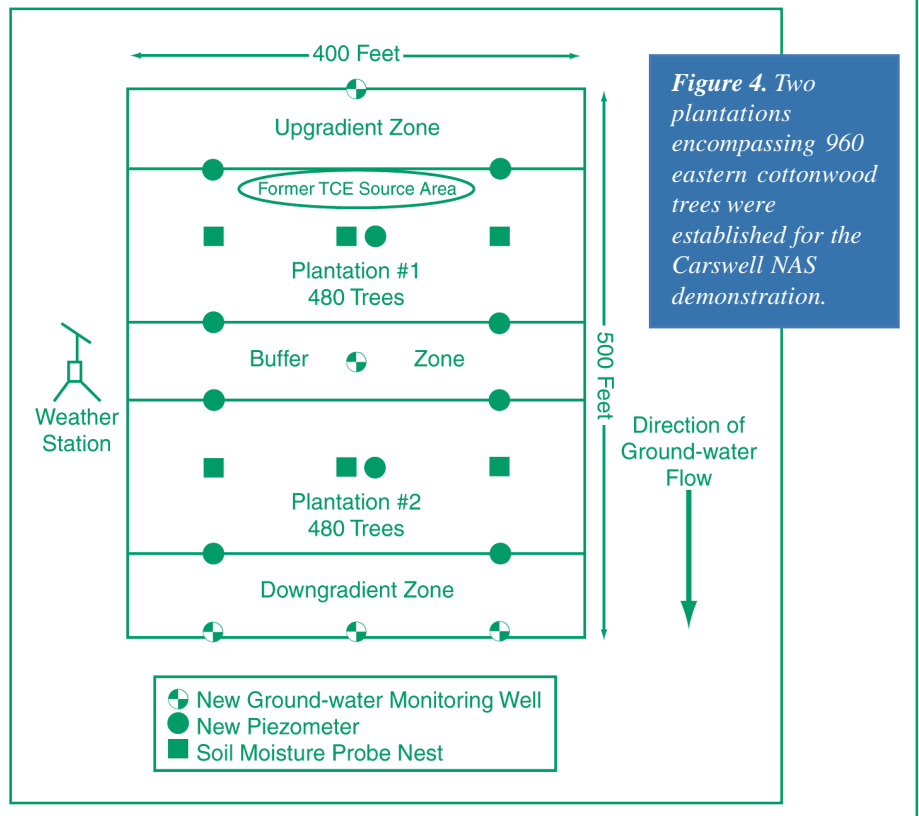 400 Feet
Figure 4. Two
plantations
encompassing 960
eastern cottonwood
trees were
established for the
Carswell NAS
demonstration.
Upgradient Zone
Former TCE Source Area
Plantation #1
480 Trees
Buffer Zone
500 Feet
Weather
Station
Direction of
Ground-water
Flow
Plantation #2
480 Trees
Downgradient Zone
New Ground-water Monitoring Well
New Piezometer
Soil Moisture Probe Nest